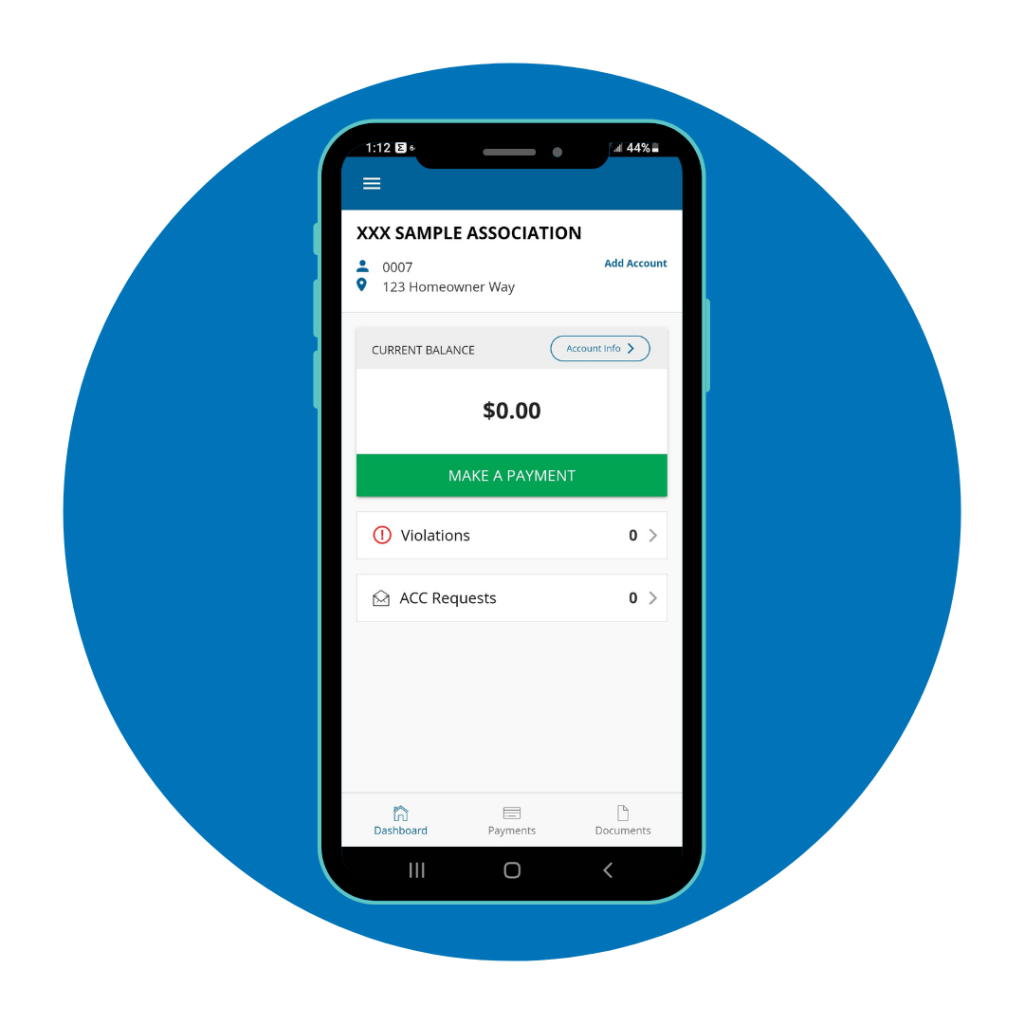 1:12 44%
XXX SAMPLE ASSOCIATION
0007 Add Account
123 Homeowner Way
CURRENT BALANCE Account Info
$0.00
MAKE A PAYMENT
Violations 0
ACC Requests 0
Dashboard Payments Documents